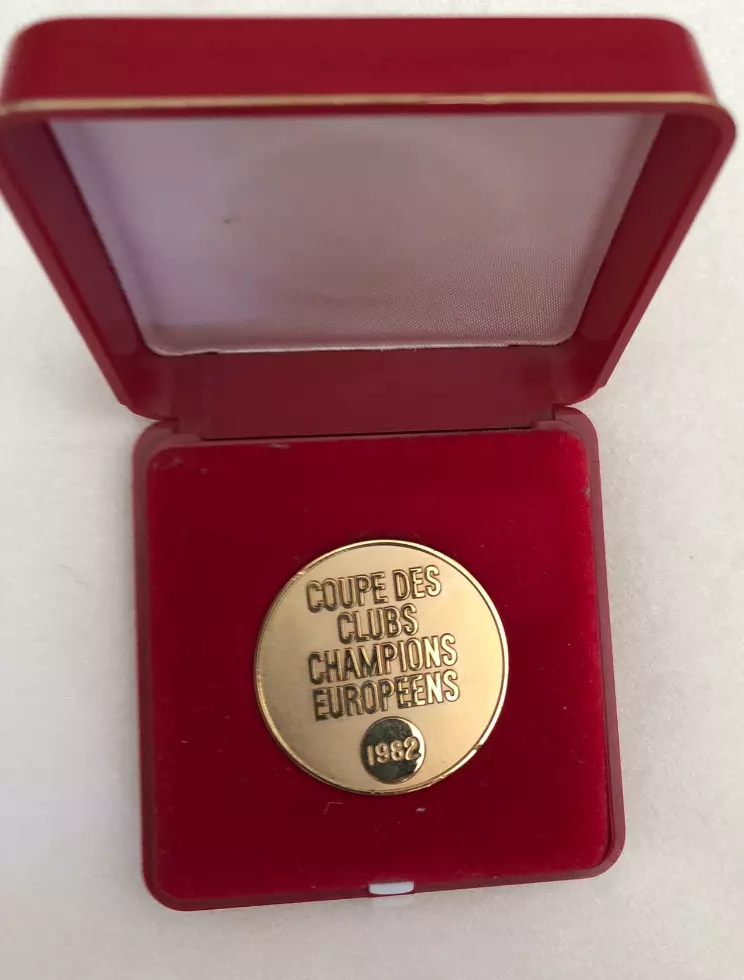 COUPE DES
CLUBS
CHAMPIONS
EUROPEENS
1982